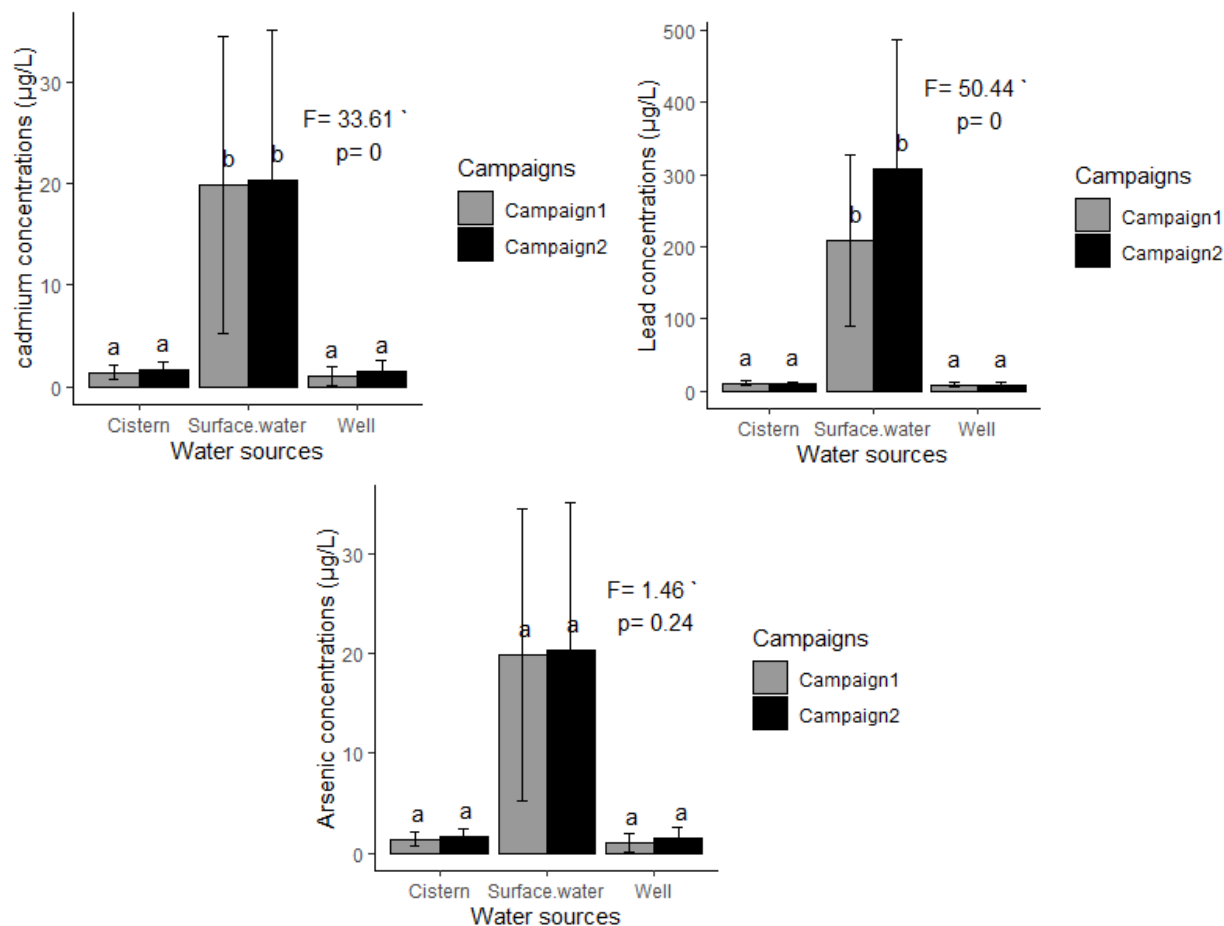 cadmium concentrations (µg/L)
30
20
10
0
F= 33.61 `
p= 0
b b
a a
a a
Cistern Surface.water Well
Water sources
Campaigns
Campaign1
Campaign2
Lead concentrations (µg/L)
500
400
300
200
100
0
F= 50.44 `
p= 0
b
b
a a
a a
Cistern Surface.water Well
Water sources
Campaigns
Campaign1
Campaign2
Arsenic concentrations (µg/L)
30
20
10
0
F= 1.46 `
p= 0.24
a a
a a
a a
Cistern Surface.water Well
Water sources
Campaigns
Campaign1
Campaign2